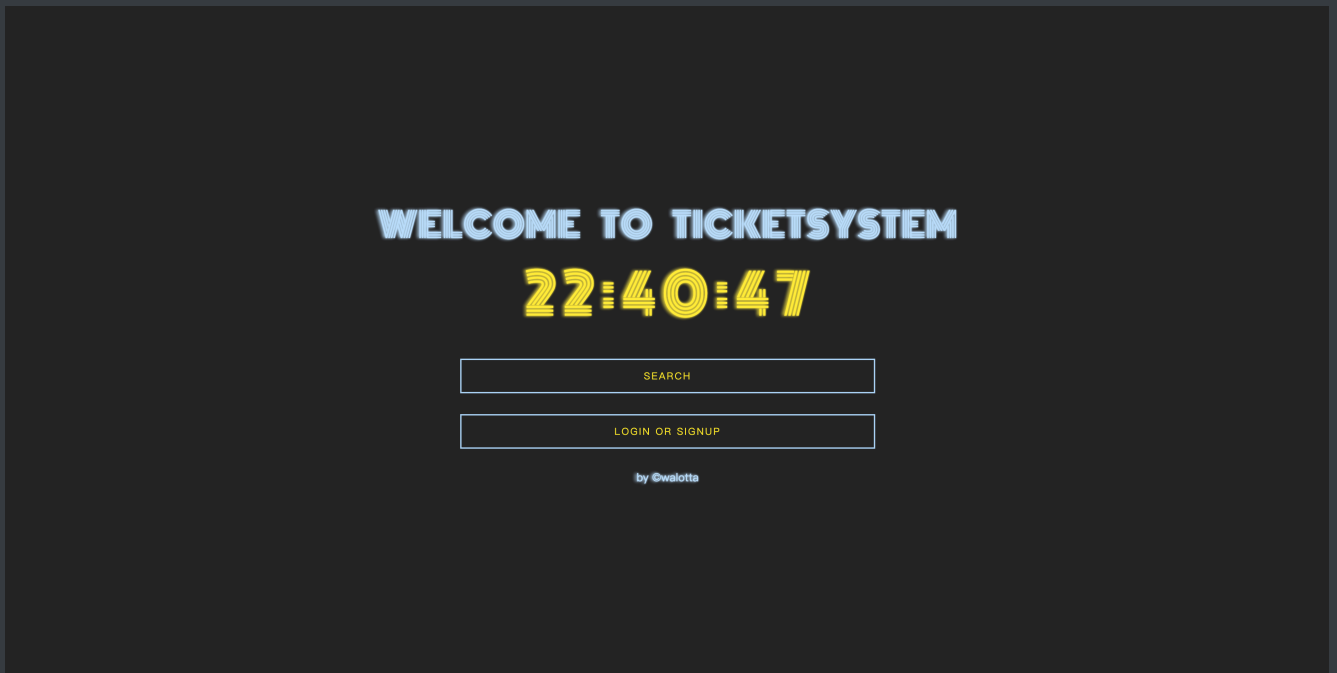 WELCOME TO TICKETSYSTEM
22:40:47
SEARCH
LOGIN OR SIGNUP
by ©walotta